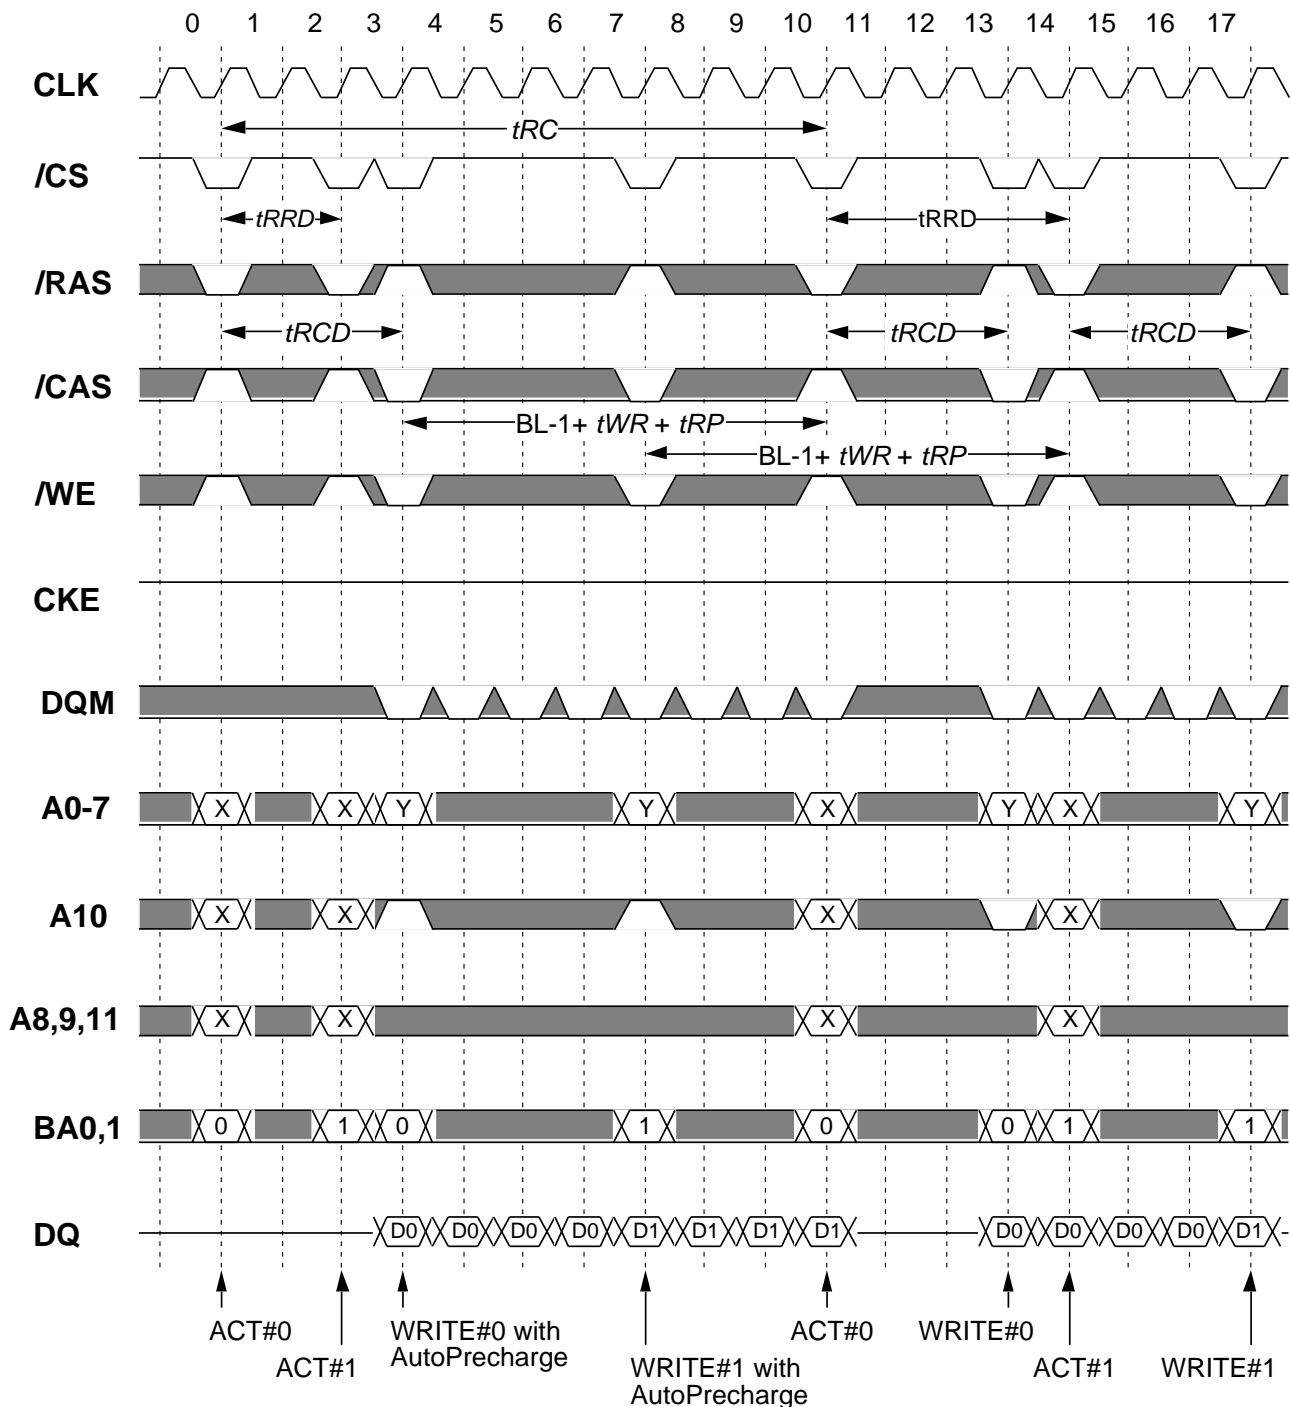 0 1 2 3 4 5 6 7 8 9 10 11 12 13 14 15 16 17
CLK
tRC
/CS
tRRD tRRD
/RAS
tRCD tRCD tRCD
/CAS
BL-1+ tWR + tRP
BL-1+ tWR + tRP
/WE
CKE
DQM
A0-7 X X Y Y X Y X Y
A10 X X X X
A8,9,11 X X X X
BA0,1 0 1 0 1 0 0 1 1
DQ D0 D0 D0 D0 D1 D1 D1 D1 D0 D0 D0 D0 D1
ACT#0 WRITE#0 with ACT#0 WRITE#0
AutoPrecharge
ACT#1 WRITE#1 with ACT#1 WRITE#1
AutoPrecharge